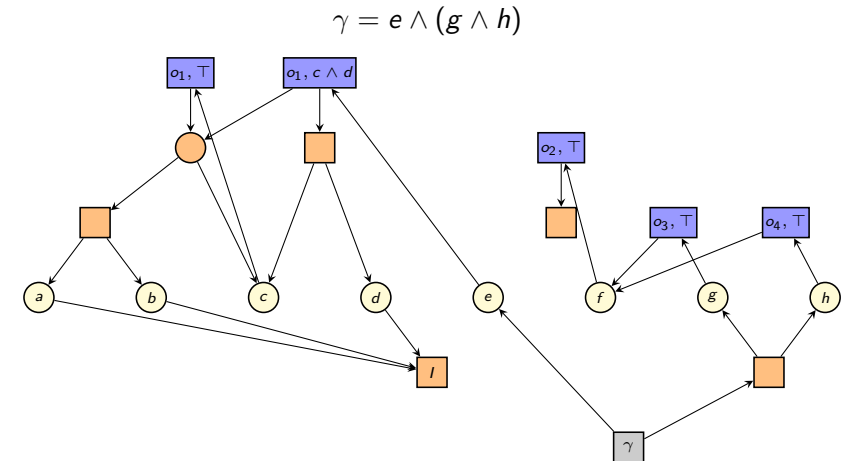 γ = e ∧ (g ∧ h)
o₁, ⊤
o₁, c ∧ d
o₂, ⊤
o₃, ⊤
o₄, ⊤
a
b
c
d
e
f
g
h
I
γ